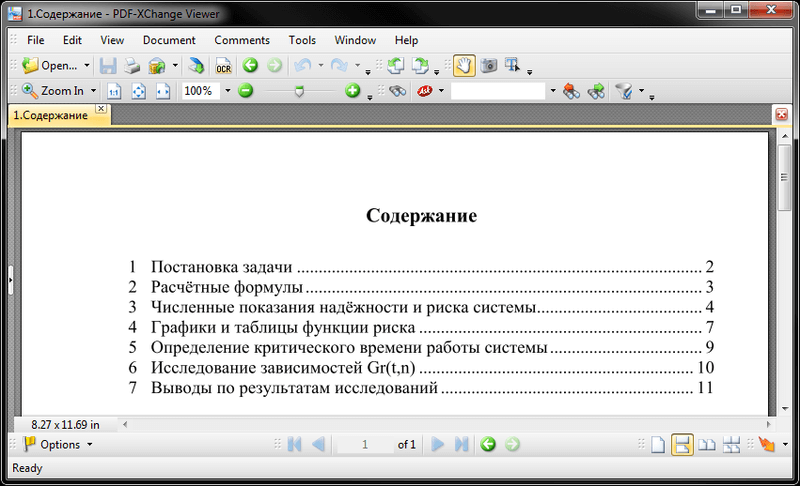 1.Содержание - PDF-XChange Viewer
File Edit View Document Comments Tools Window Help
Open... OCR
Zoom In 1:1 100% Ask
1.Содержание
Содержание
1 Постановка задачи ........................................................................................... 2
2 Расчётные формулы ......................................................................................... 3
3 Численные показания надёжности и риска системы..................................... 4
4 Графики и таблицы функции риска ................................................................ 7
5 Определение критического времени работы системы .................................. 9
6 Исследование зависимостей Gr(t,n) .............................................................. 10
7 Выводы по результатам исследований ......................................................... 11
8.27 x 11.69 in
Options 1 of 1
Ready